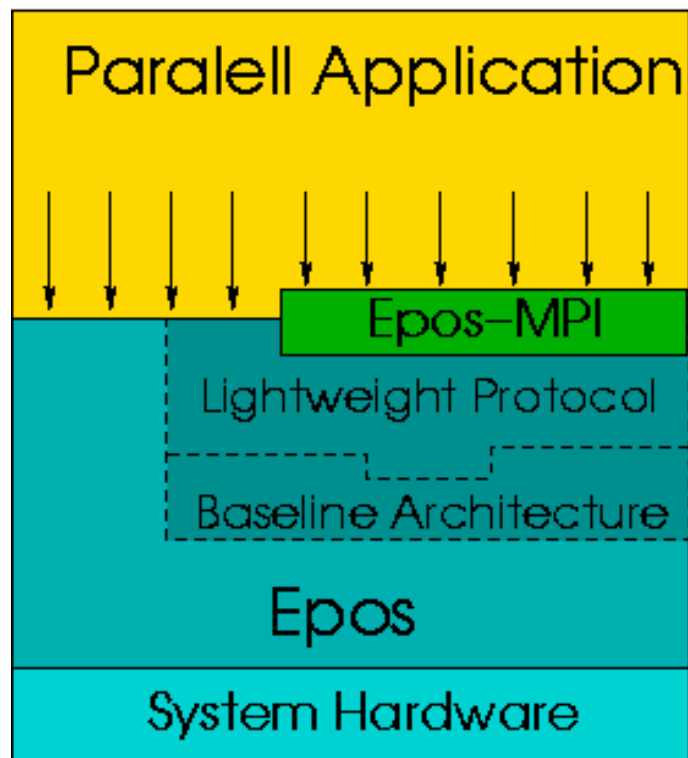 Paralell Application
Epos-MPI
Lightweight Protocol
Baseline Architecture
Epos
System Hardware